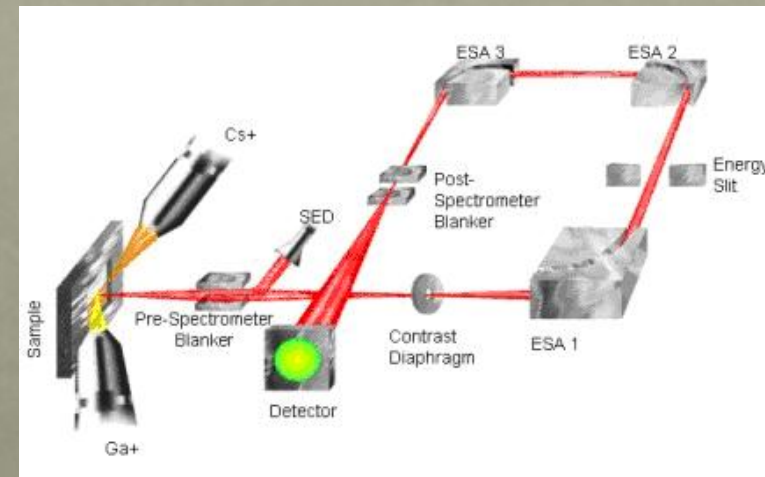 ESA 3
ESA 2
Cs+
Energy
Slit
Post-
Spectrometer
Blanker
SED
Sample
Pre-Spectrometer
Blanker
Contrast
Diaphragm
ESA 1
Detector
Ga+